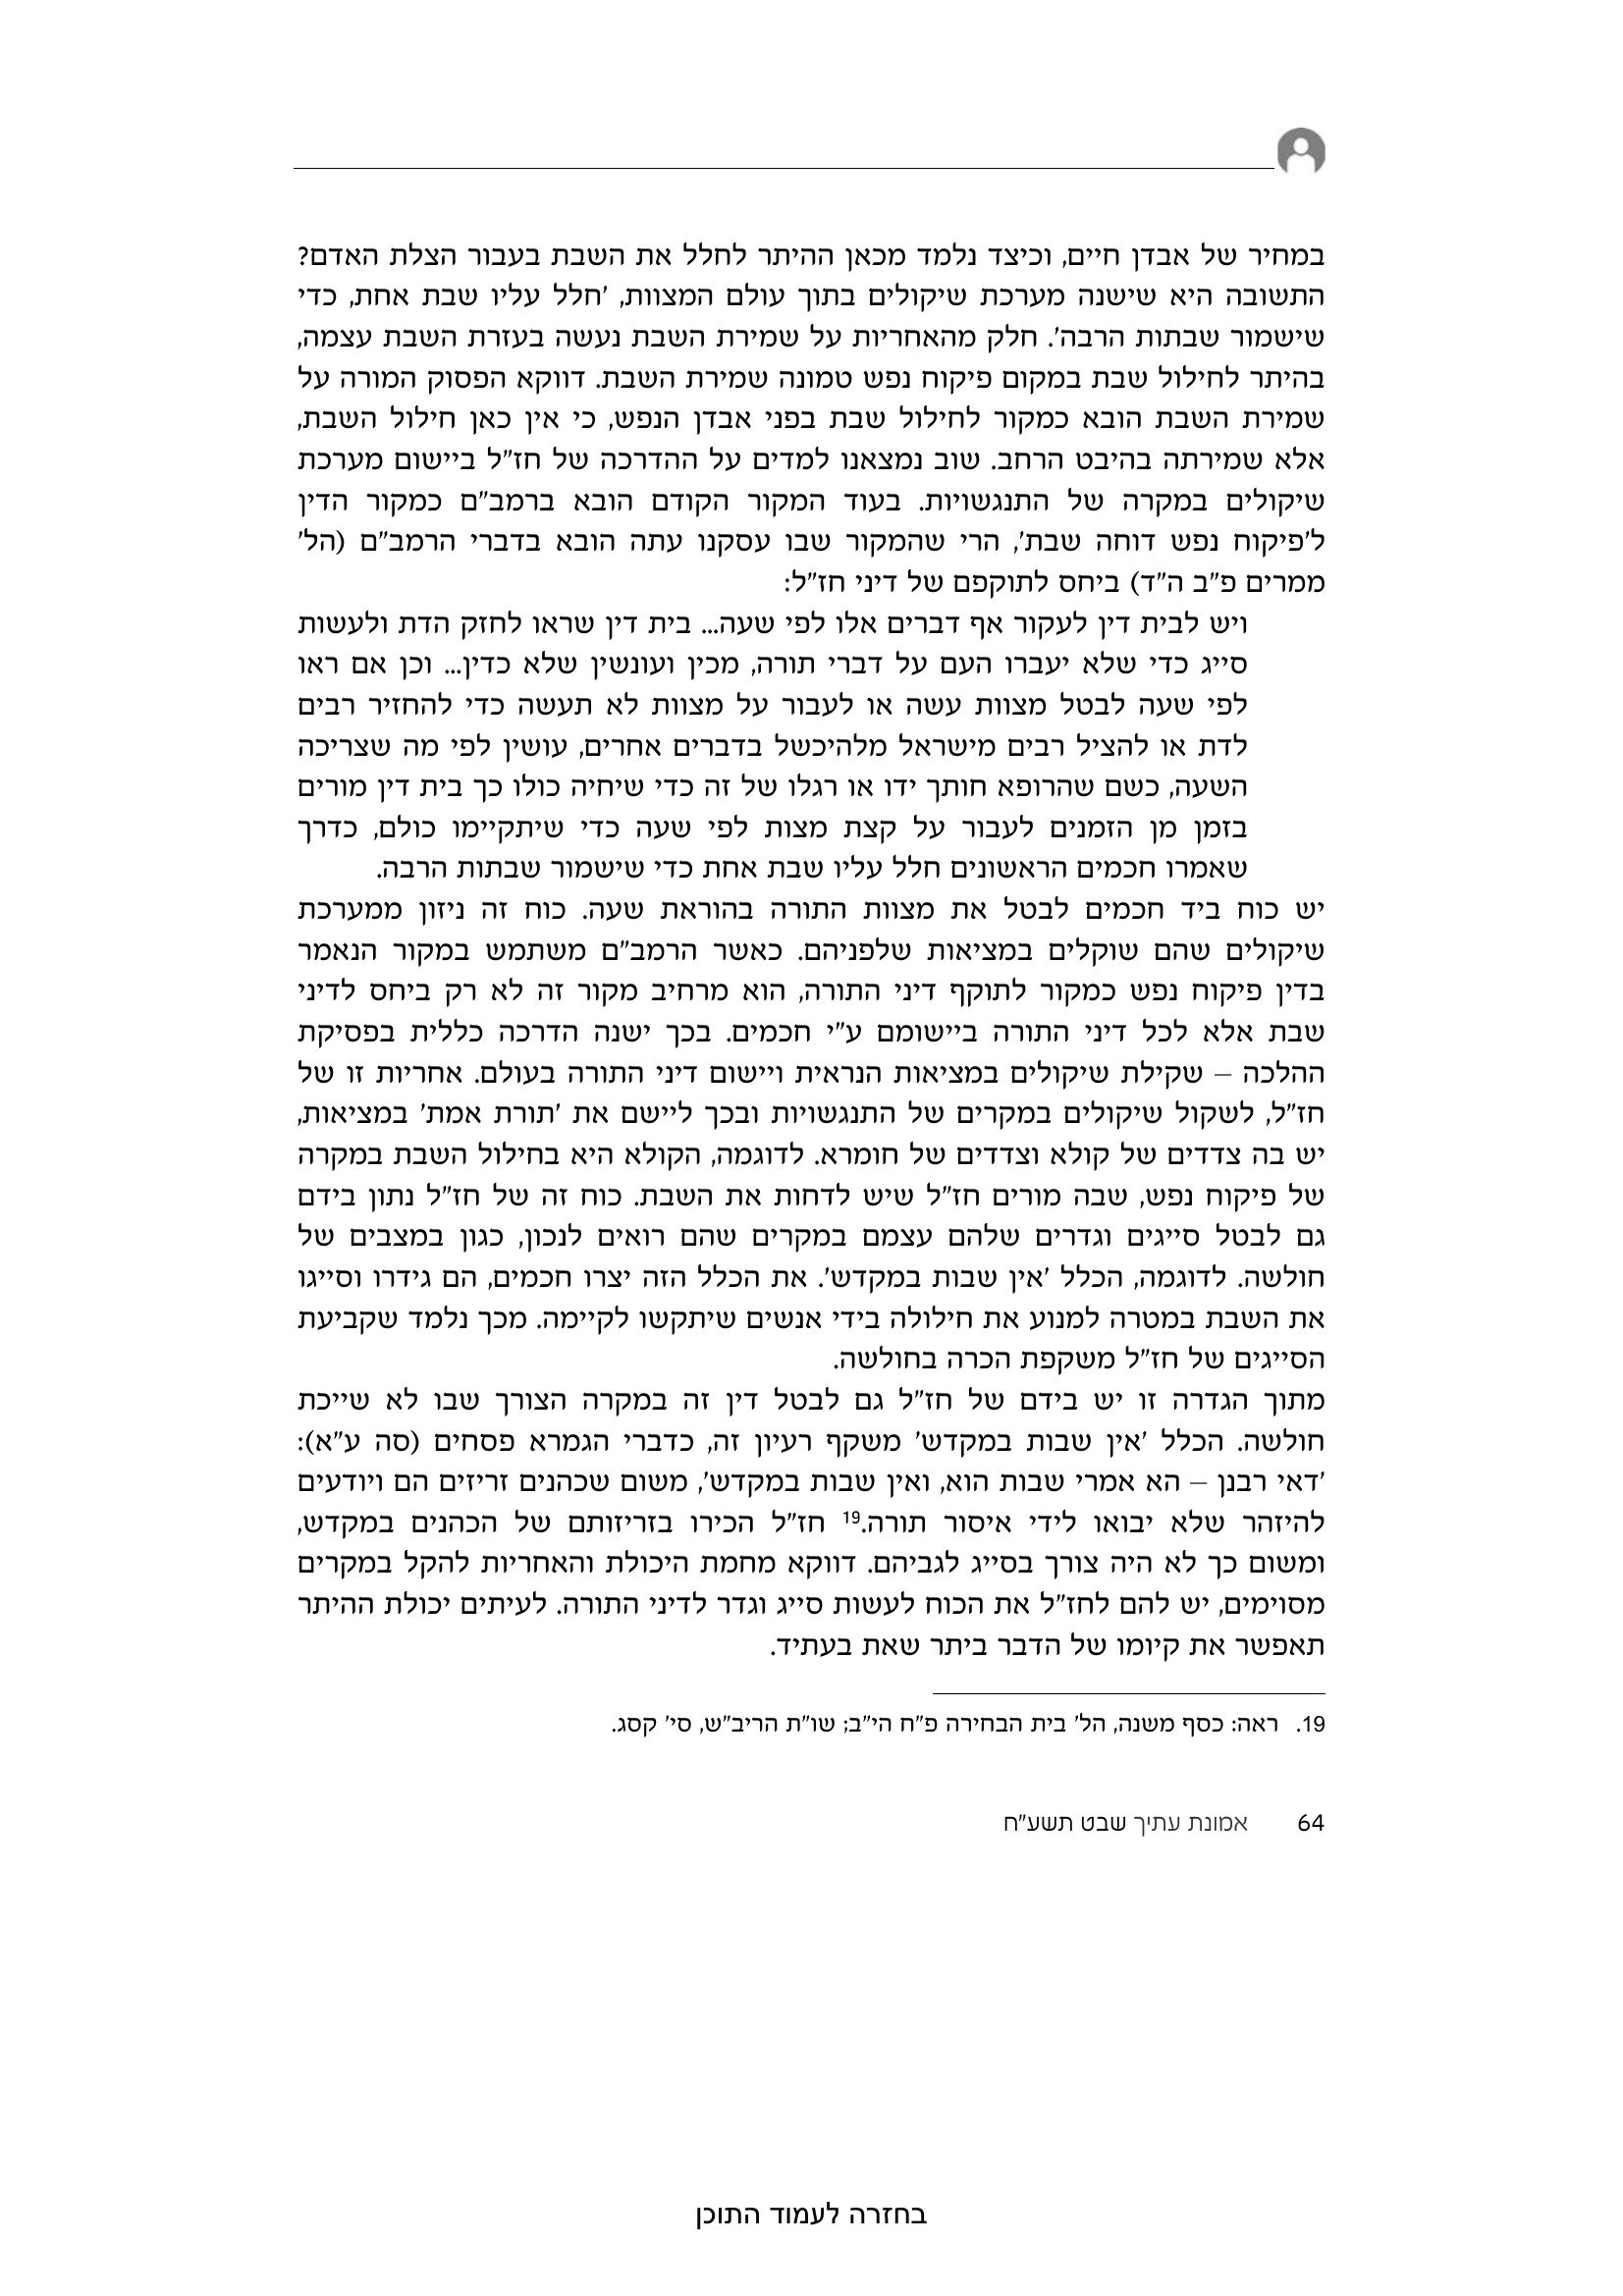 במחיר של אבדן חיים, וכיצד נלמד מכאן ההיתר לחלל את השבת בעבור הצלת האדם?
התשובה היא שישנה מערכת שיקולים בתוך עולם המצוות, 'חלל עליו שבת אחת, כדי
שישמור שבתות הרבה'. חלק מהאחריות על שמירת השבת נעשה בעזרת השבת עצמה,
בהיתר לחילול שבת במקום פיקוח נפש טמונה שמירת השבת. דווקא הפסוק המורה על
שמירת השבת הובא כמקור לחילול שבת בפני אבדן הנפש, כי אין כאן חילול השבת,
אלא שמירתה בהיבט הרחב. שוב נמצאנו למדים על ההדרכה של חז"ל ביישום מערכת
שיקולים במקרה של התנגשויות. בעוד המקור הקודם הובא ברמב"ם כמקור הדין
ל'פיקוח נפש דוחה שבת', הרי שהמקור שבו עסקנו עתה הובא בדברי הרמב"ם (הל'
ממרים פ"ב ה"ד) ביחס לתוקפם של דיני חז"ל:
ויש לבית דין לעקור אף דברים אלו לפי שעה... בית דין שראו לחזק הדת ולעשות
סייג כדי שלא יעברו העם על דברי תורה, מכין ועונשין שלא כדין... וכן אם ראו
לפי שעה לבטל מצוות עשה או לעבור על מצוות לא תעשה כדי להחזיר רבים
לדת או להציל רבים מישראל מלהיכשל בדברים אחרים, עושין לפי מה שצריכה
השעה, כשם שהרופא חותך ידו או רגלו של זה כדי שיחיה כולו כך בית דין מורים
בזמן מן הזמנים לעבור על קצת מצות לפי שעה כדי שיתקיימו כולם, כדרך
שאמרו חכמים הראשונים חלל עליו שבת אחת כדי שישמור שבתות הרבה.
יש כוח ביד חכמים לבטל את מצוות התורה בהוראת שעה. כוח זה ניזון ממערכת
שיקולים שהם שוקלים במציאות שלפניהם. כאשר הרמב"ם משתמש במקור הנאמר
בדין פיקוח נפש כמקור לתוקף דיני התורה, הוא מרחיב מקור זה לא רק ביחס לדיני
שבת אלא לכל דיני התורה ביישומם ע"י חכמים. בכך ישנה הדרכה כללית בפסיקת
ההלכה – שקילת שיקולים במציאות הנראית ויישום דיני התורה בעולם. אחריות זו של
חז"ל, לשקול שיקולים במקרים של התנגשויות ובכך ליישם את 'תורת אמת' במציאות,
יש בה צדדים של קולא וצדדים של חומרא. לדוגמה, הקולא היא בחילול השבת במקרה
של פיקוח נפש, שבה מורים חז"ל שיש לדחות את השבת. כוח זה של חז"ל נתון בידם
גם לבטל סייגים וגדרים שלהם עצמם במקרים שהם רואים לנכון, כגון במצבים של
חולשה. לדוגמה, הכלל 'אין שבות במקדש'. את הכלל הזה יצרו חכמים, הם גידרו וסייגו
את השבת במטרה למנוע את חילולה בידי אנשים שיתקשו לקיימה. מכך נלמד שקביעת
הסייגים של חז"ל משקפת הכרה בחולשה.
מתוך הגדרה זו יש בידם של חז"ל גם לבטל דין זה במקרה הצורך שבו לא שייכת
חולשה. הכלל 'אין שבות במקדש' משקף רעיון זה, כדברי הגמרא פסחים (סה ע"א):
'דאי רבנן – הא אמרי שבות הוא, ואין שבות במקדש', משום שכהנים זריזים הם ויודעים
להיזהר שלא יבואו לידי איסור תורה.19 חז"ל הכירו בזריזותם של הכהנים במקדש,
ומשום כך לא היה צורך בסייג לגביהם. דווקא מחמת היכולת והאחריות להקל במקרים
מסוימים, יש להם לחז"ל את הכוח לעשות סייג וגדר לדיני התורה. לעיתים יכולת ההיתר
תאפשר את קיומו של הדבר ביתר שאת בעתיד.
19. ראה: כסף משנה, הל' בית הבחירה פ"ח הי"ב; שו"ת הריב"ש, סי' קסג.
64 אמונת עתיך שבט תשע"ח
בחזרה לעמוד התוכן